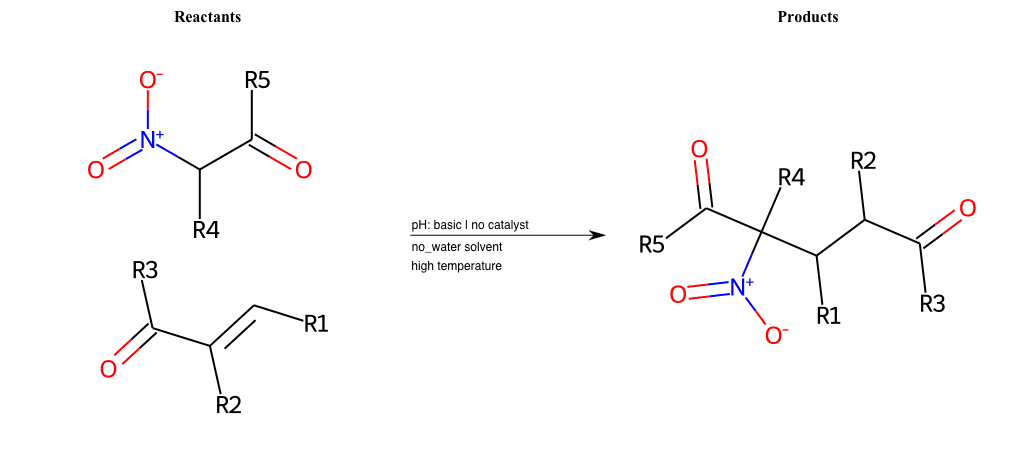 Reactants
Products
O-
R5
N+
O
O
R4
R3
R1
O
R2
pH: basic | no catalyst
no_water solvent
high temperature
O
R4
R2
O
R5
N+
O
R1
R3
O-